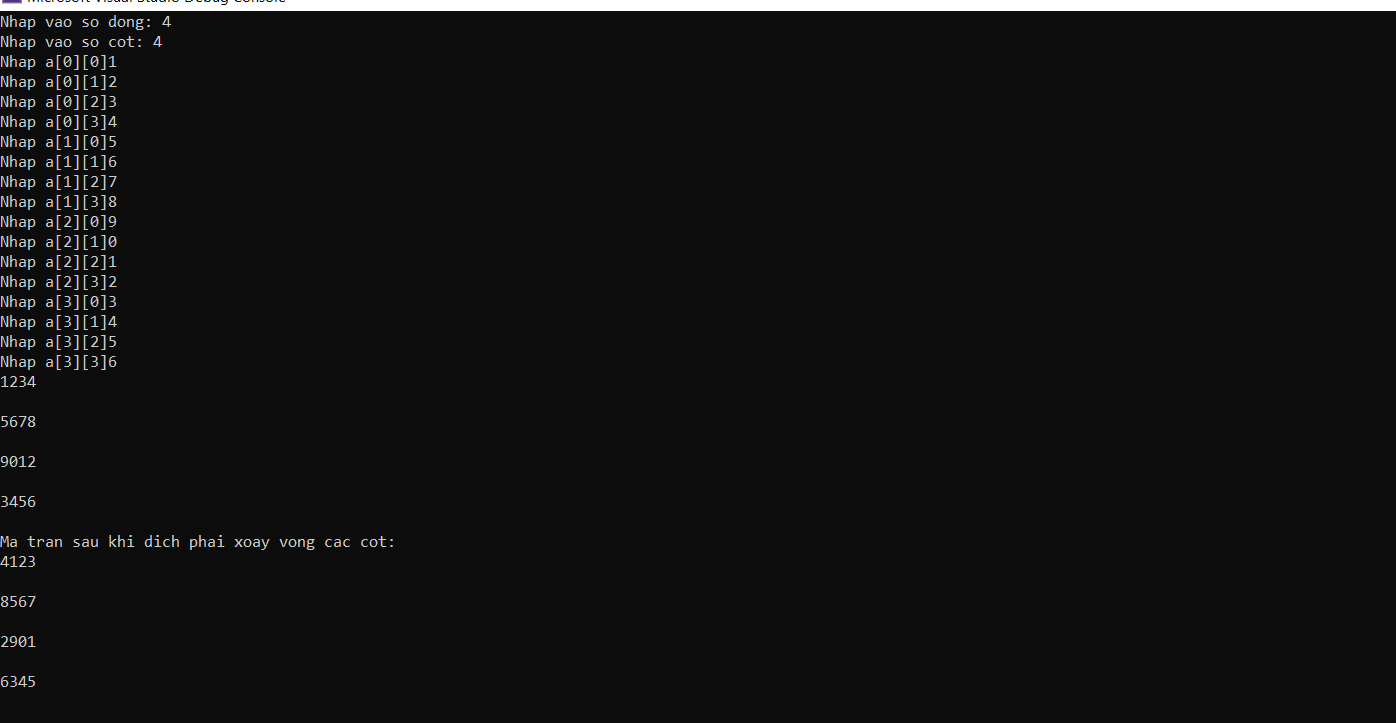 Microsoft Visual Studio Debug Console
Nhap vao so dong: 4
Nhap vao so cot: 4
Nhap a[0][0]1
Nhap a[0][1]2
Nhap a[0][2]3
Nhap a[0][3]4
Nhap a[1][0]5
Nhap a[1][1]6
Nhap a[1][2]7
Nhap a[1][3]8
Nhap a[2][0]9
Nhap a[2][1]0
Nhap a[2][2]1
Nhap a[2][3]2
Nhap a[3][0]3
Nhap a[3][1]4
Nhap a[3][2]5
Nhap a[3][3]6
1234
5678
9012
3456
Ma tran sau khi dich phai xoay vong cac cot:
4123
8567
2901
6345